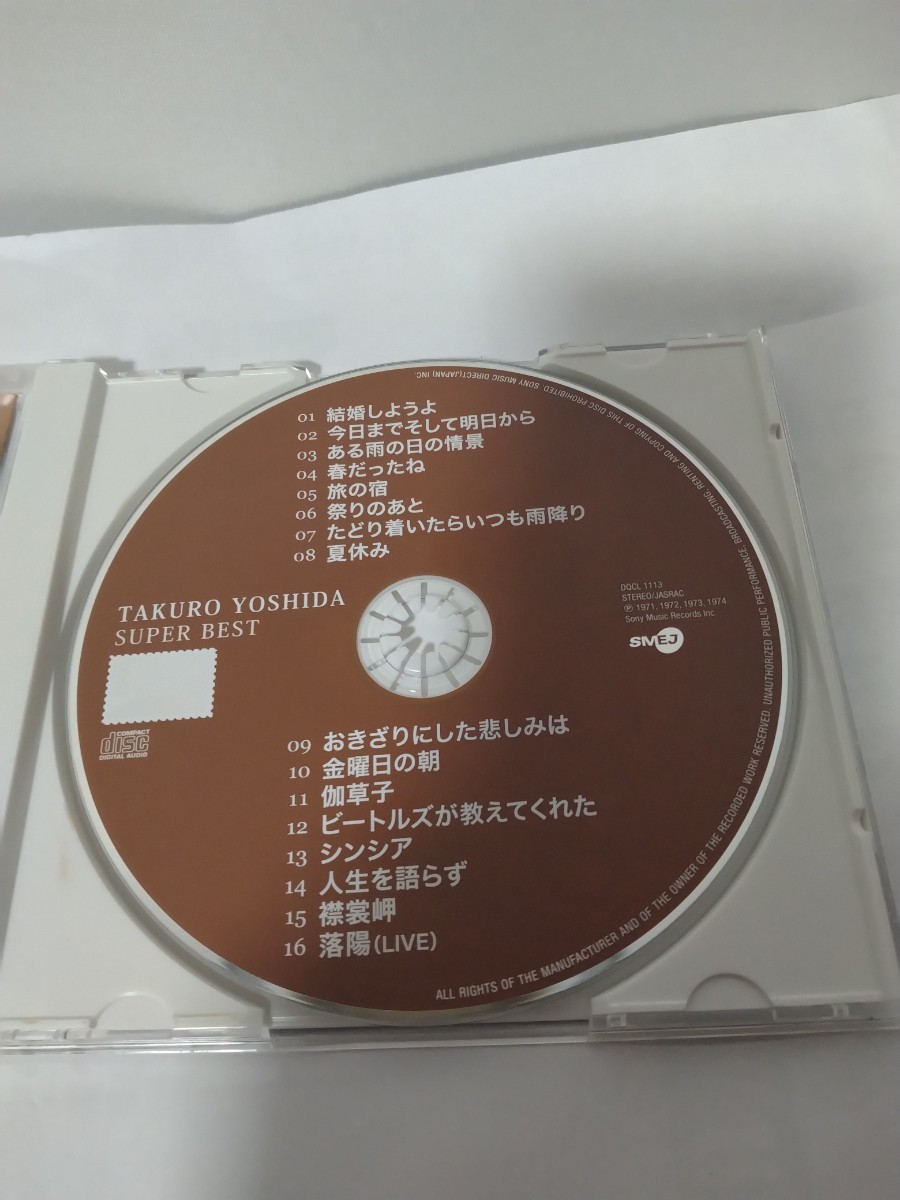 01 結婚しようよ
02 今日までそして明日から
03 ある雨の日の情景
04 春だったね
05 旅の宿
06 祭りのあと
07 たどり着いたらいつも雨降り
08 夏休み
TAKURO YOSHIDA
SUPER BEST
COMPACT
disc
DIGITAL AUDIO
DQCL 1113
STEREO/JASRAC
Ⓟ 1971, 1972, 1973, 1974
Sony Music Records Inc.
SMEJ
09 おきざりにした悲しみは
10 金曜日の朝
11 伽草子
12 ビートルズが教えてくれた
13 シンシア
14 人生を語らず
15 襟裳岬
16 落陽(LIVE)
ALL RIGHTS OF THE MANUFACTURER AND OF THE OWNER OF THE RECORDED WORK RESERVED. UNAUTHORIZED PUBLIC PERFORMANCE, BROADCASTING, RENTING AND COPYING OF THIS DISC PROHIBITED. SONY MUSIC DIRECT(JAPAN) INC.